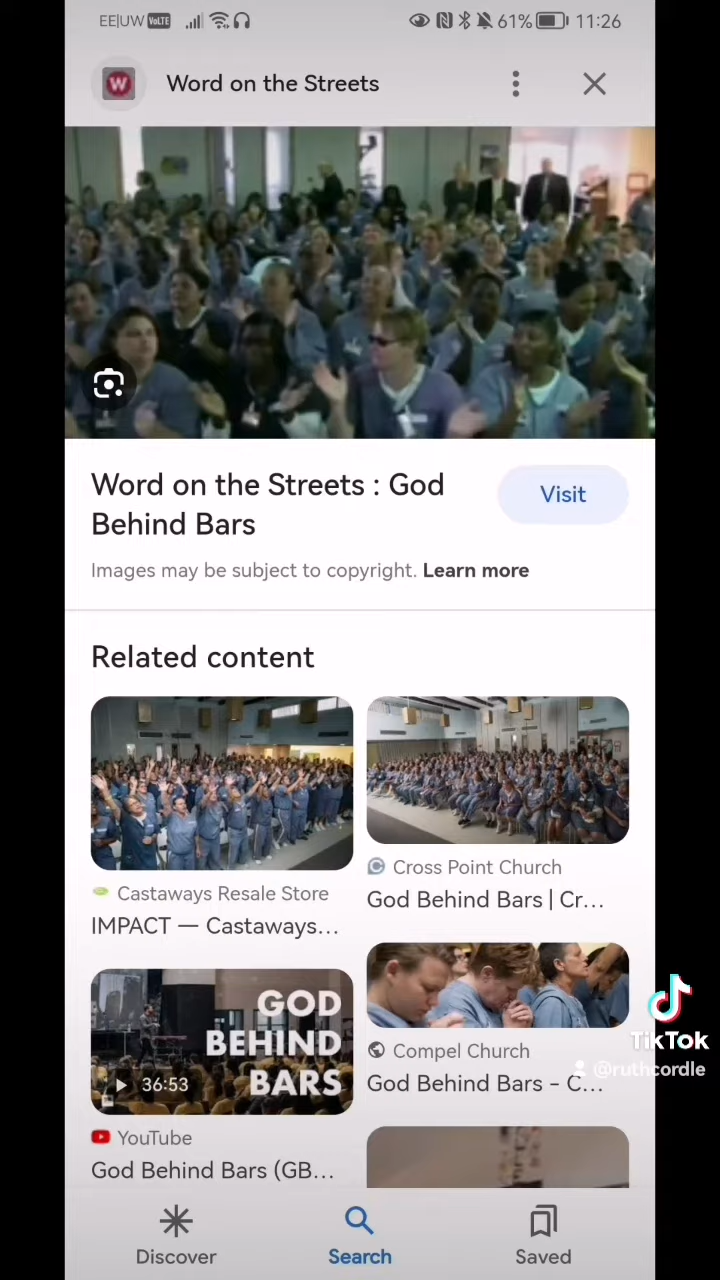 EE|UW VoLTE 61% 11:26
W Word on the Streets
Word on the Streets : God
Behind Bars
Visit
Images may be subject to copyright. Learn more
Related content
Castaways Resale Store
IMPACT — Castaways...
Cross Point Church
God Behind Bars | Cr...
GOD
BEHIND
BARS
36:53
YouTube
God Behind Bars (GB...
Compel Church
God Behind Bars - C...
TikTok
@ruthcordle
Discover
Search
Saved